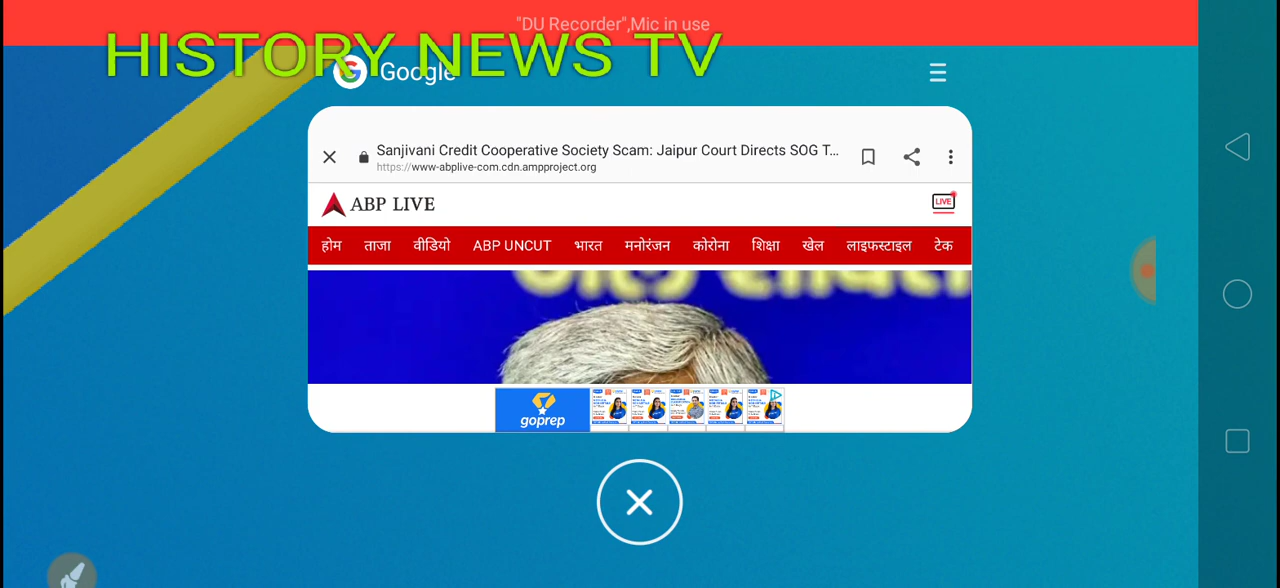 "DU Recorder",Mic in use
HISTORY NEWS TV
Google
Sanjivani Credit Cooperative Society Scam: Jaipur Court Directs SOG T...
https://www-abplive-com.cdn.ampproject.org
ABP LIVE
LIVE
होम ताजा वीडियो ABP UNCUT भारत मनोरंजन कोरोना शिक्षा खेल लाइफस्टाइल टेक
goprep